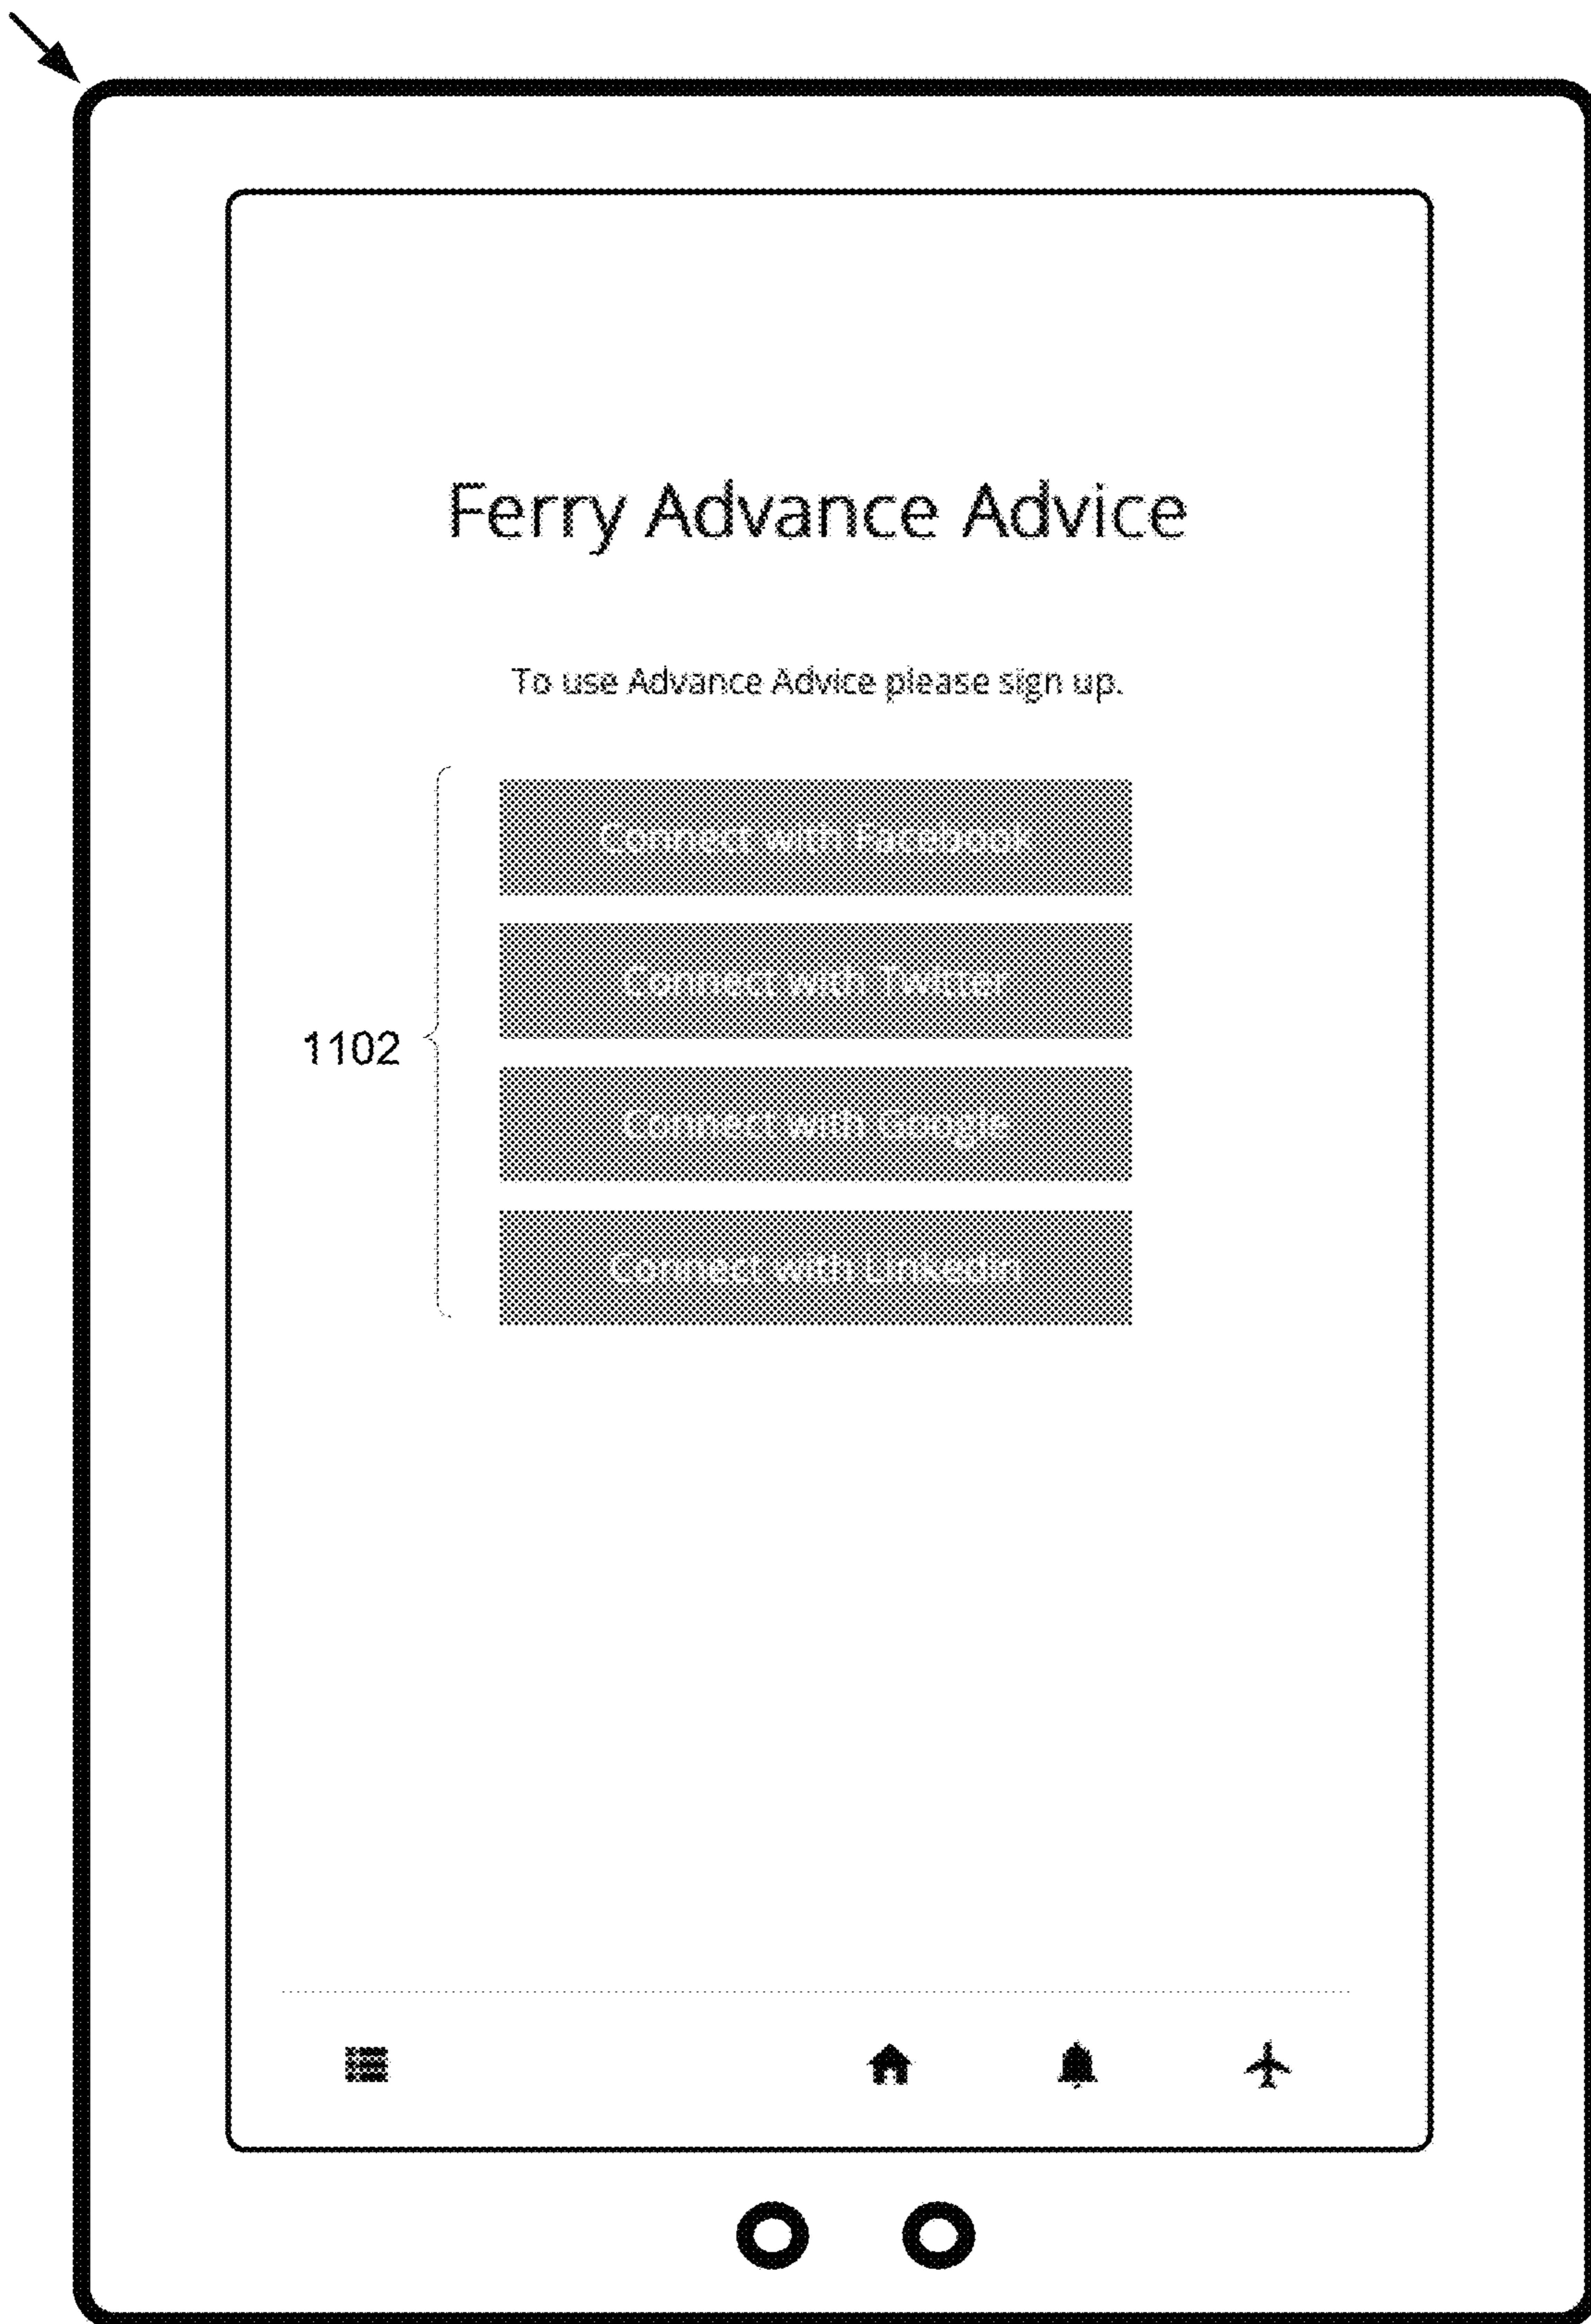 Ferry Advance Advice
To use Advance Advice please sign up.
Connect with Facebook
Connect with Twitter
1102
Connect with Google
Connect with LinkedIn